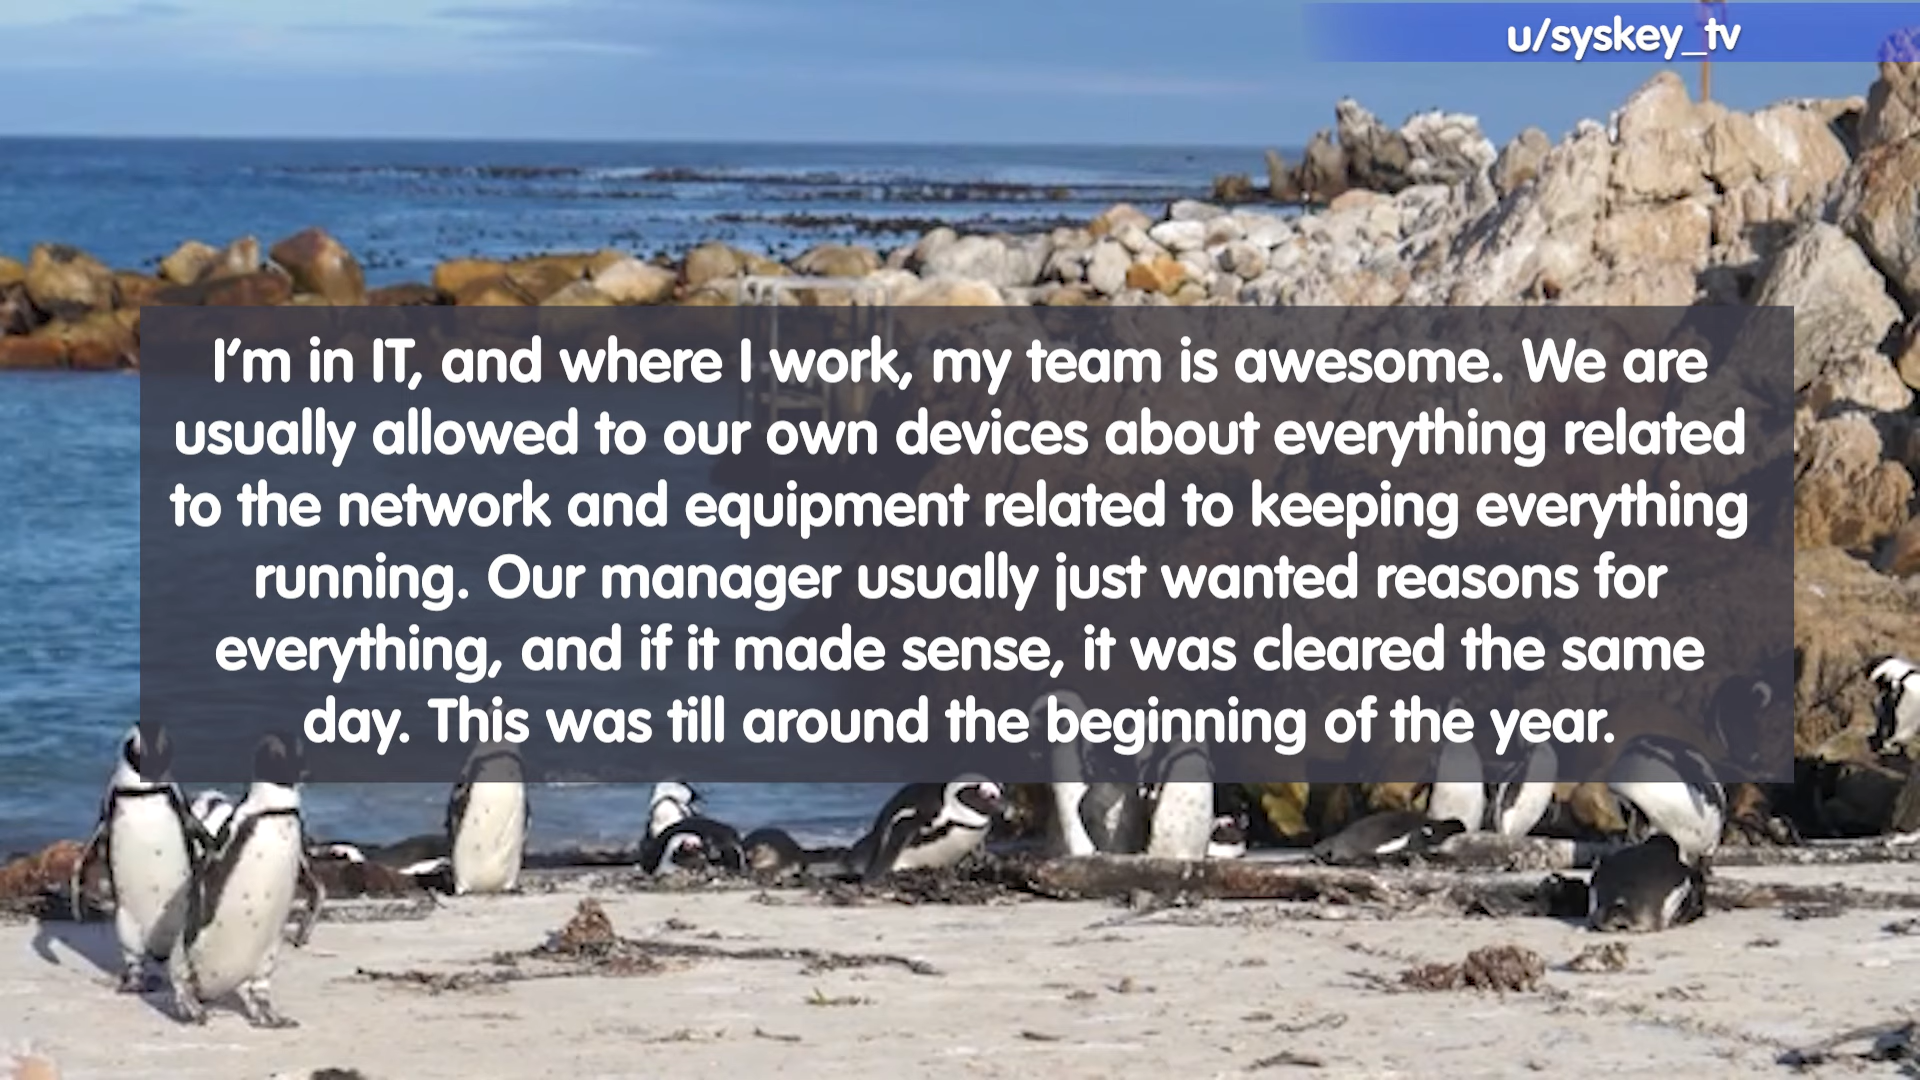 u/syskey_tv
I'm in IT, and where I work, my team is awesome. We are
usually allowed to our own devices about everything related
to the network and equipment related to keeping everything
running. Our manager usually just wanted reasons for
everything, and if it made sense, it was cleared the same
day. This was till around the beginning of the year.